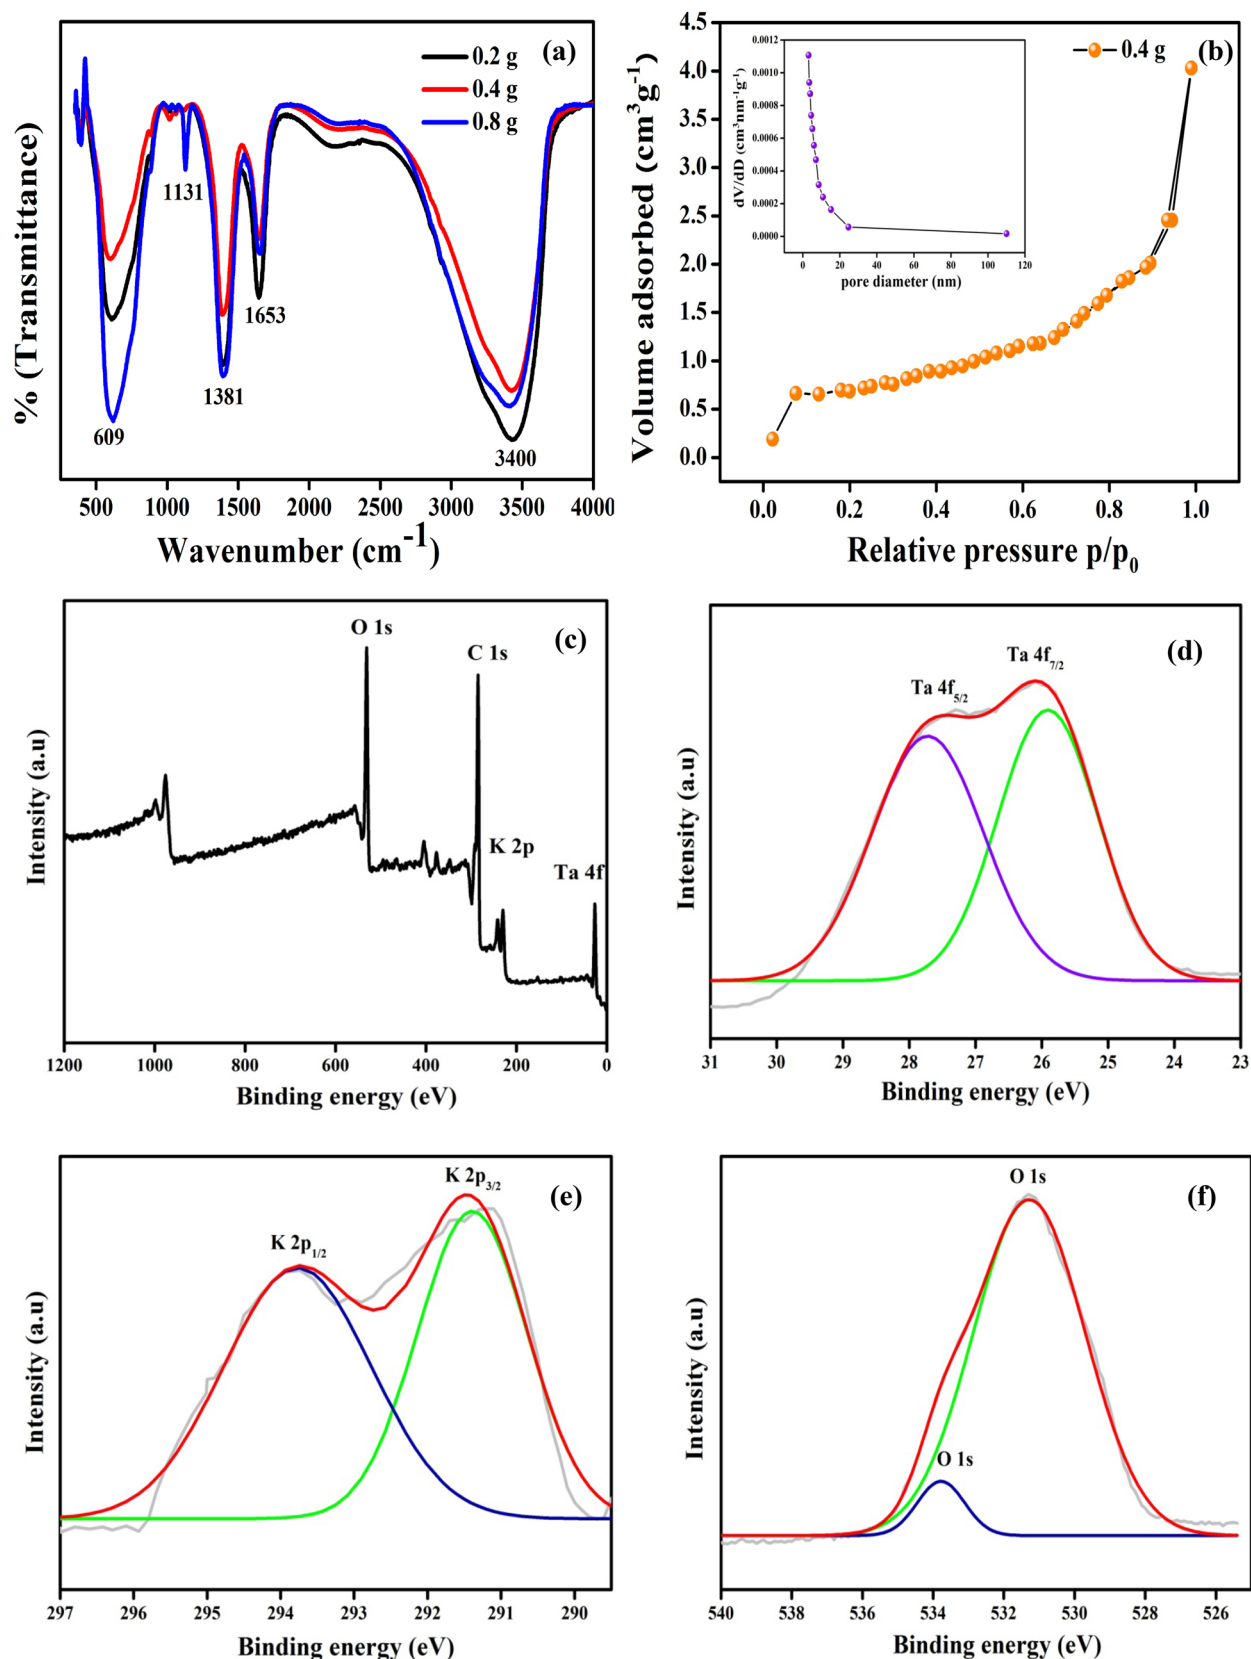 (a)
0.2 g
0.4 g
0.8 g
% (Transmittance)
1131
1653
1381
609
3400
500 1000 1500 2000 2500 3000 3500 4000
Wavenumber (cm-1)
(b)
0.4 g
Volume adsorbed (cm3g-1)
4.5
4.0
3.5
3.0
2.5
2.0
1.5
1.0
0.5
0.0
0.0 0.2 0.4 0.6 0.8 1.0
Relative pressure p/p0
dV/dD (cm3nm-1g-1)
0.0012
0.0010
0.0008
0.0006
0.0004
0.0002
0.0000
0 20 40 60 80 100 120
pore diameter (nm)
(c)
O 1s
C 1s
K 2p
Ta 4f
Intensity (a.u)
1200 1000 800 600 400 200 0
Binding energy (eV)
(d)
Ta 4f7/2
Ta 4f5/2
Intensity (a.u)
31 30 29 28 27 26 25 24 23
Binding energy (eV)
(e)
K 2p3/2
K 2p1/2
Intensity (a.u)
297 296 295 294 293 292 291 290
Binding energy (eV)
(f)
O 1s
O 1s
Intensity (a.u)
540 538 536 534 532 530 528 526
Binding energy (eV)